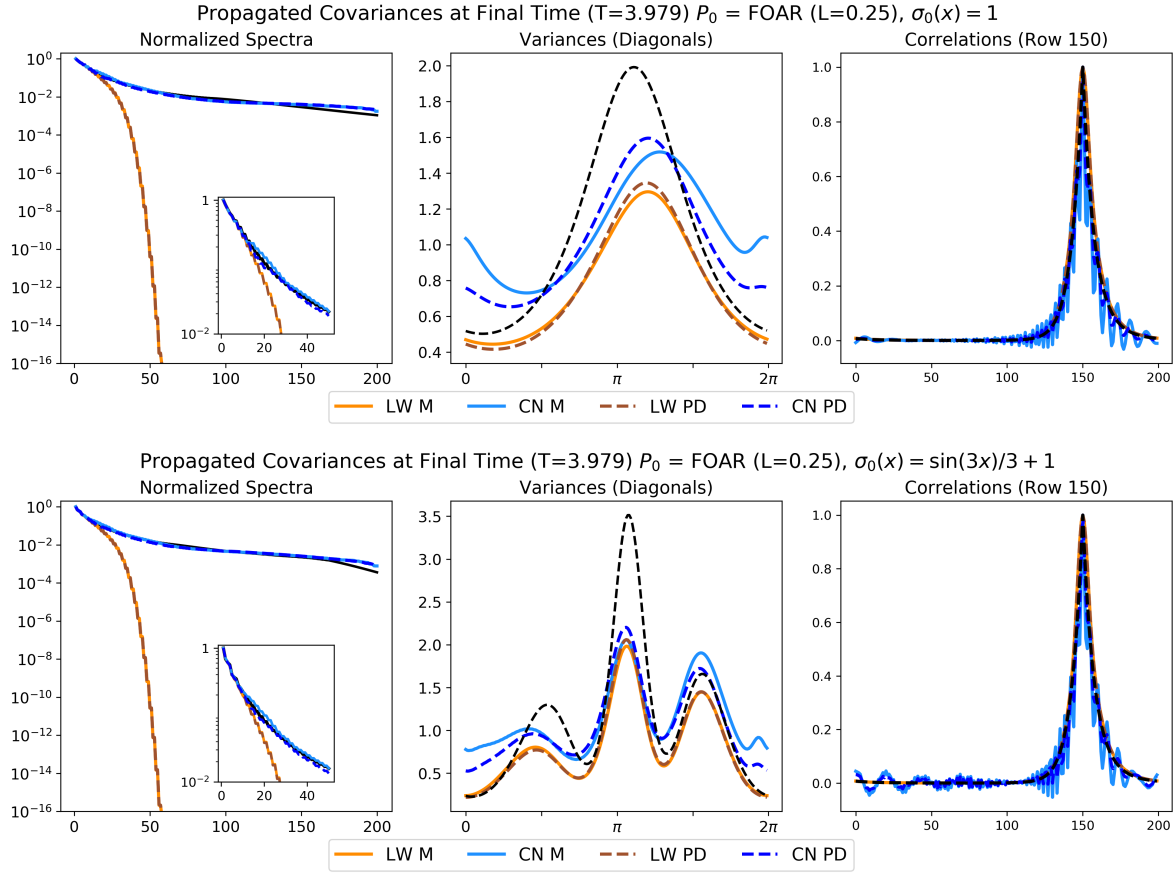 Propagated Covariances at Final Time (T=3.979) P₀ = FOAR (L=0.25), σ₀(x) = 1
Normalized Spectra
Variances (Diagonals)
Correlations (Row 150)
10⁰
10⁻²
10⁻⁴
10⁻⁶
10⁻⁸
10⁻¹⁰
10⁻¹²
10⁻¹⁴
10⁻¹⁶
0 50 100 150 200
1
10⁻²
0 20 40
2.0
1.8
1.6
1.4
1.2
1.0
0.8
0.6
0.4
0 π 2π
1.0
0.8
0.6
0.4
0.2
0.0
0 50 100 150 200
LW M CN M LW PD CN PD
Propagated Covariances at Final Time (T=3.979) P₀ = FOAR (L=0.25), σ₀(x) = sin(3x)/3 + 1
Normalized Spectra
Variances (Diagonals)
Correlations (Row 150)
10⁰
10⁻²
10⁻⁴
10⁻⁶
10⁻⁸
10⁻¹⁰
10⁻¹²
10⁻¹⁴
10⁻¹⁶
0 50 100 150 200
1
10⁻²
0 20 40
3.5
3.0
2.5
2.0
1.5
1.0
0.5
0 π 2π
1.0
0.8
0.6
0.4
0.2
0.0
0 50 100 150 200
LW M CN M LW PD CN PD